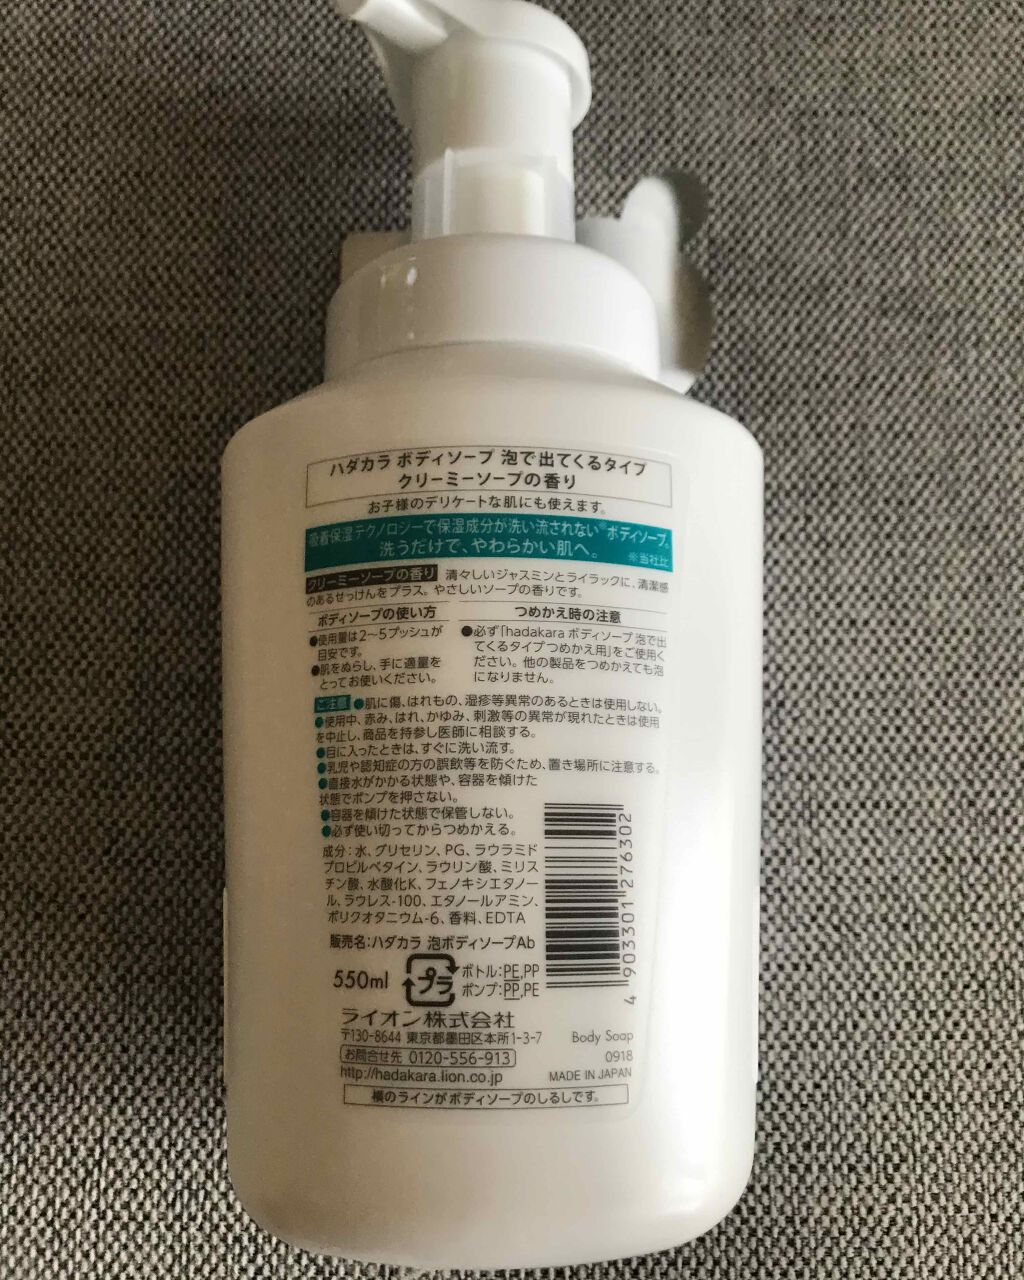 ハダカラ ボディソープ 泡で出てくるタイプ
クリーミーソープの香り
お子様のデリケートな肌にも使えます。
吸着保湿テクノロジーで保湿成分が洗い流されない※ボディソープ。
洗うだけで、やわらかい肌へ。
※当社比
クリーミーソープの香り 清々しいジャスミンとライラックに、清潔感
のあるせっけんをプラス。やさしいソープの香りです。
ボディソープの使い方
●使用量は2〜5プッシュが
目安です。
●肌をぬらし、手に適量を
とってお使いください。
つめかえ時の注意
●必ず「hadakara ボディソープ 泡で出
てくるタイプ つめかえ用」をご使用く
ださい。他の製品をつめかえても泡
になりません。
ご注意 ●肌に傷、はれもの、湿疹等異常のあるときは使用しない。
●使用中、赤み、はれ、かゆみ、刺激等の異常が現れたときは使用
を中止し、商品を持参し医師に相談する。
●目に入ったときは、すぐに洗い流す。
●乳児や認知症の方の誤飲等を防ぐため、置き場所に注意する。
●直接水がかかる状態や、容器を傾けた
状態でポンプを押さない。
●容器を傾けた状態で保管しない。
●必ず使い切ってからつめかえる。
成分：水、グリセリン、PG、ラウラミド
プロピルベタイン、ラウリン酸、ミリス
チン酸、水酸化K、フェノキシエタノー
ル、ラウレス-100、エタノールアミン、
ポリクオタニウム-6、香料、EDTA
4 903301 276302
販売名：ハダカラ 泡ボディソープAb
550ml
プラ
ボトル：PE,PP
ポンプ：PP,PE
ライオン株式会社
〒130-8644 東京都墨田区本所1-3-7
お問合せ先 0120-556-913
http://hadakara.lion.co.jp
Body Soap
0918
MADE IN JAPAN
横のラインがボディソープのしるしです。